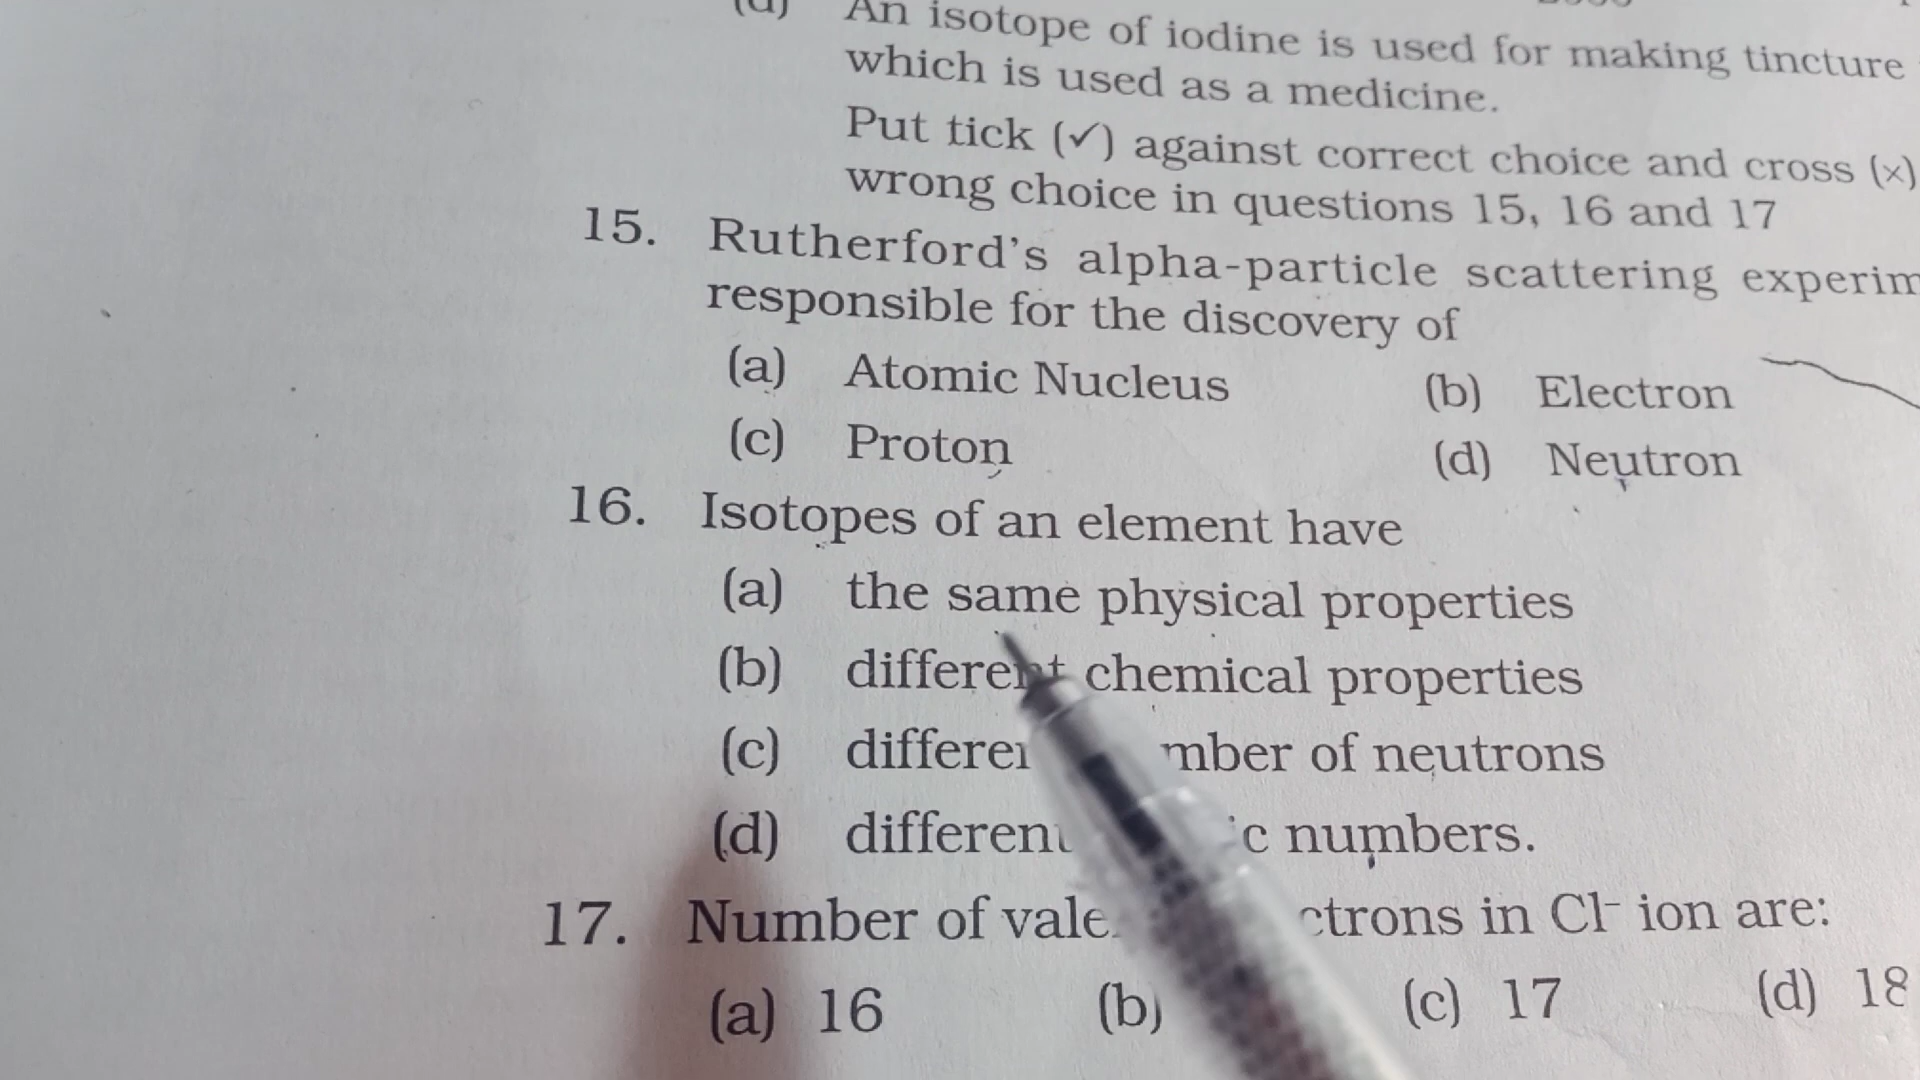 (d) An isotope of iodine is used for making tincture
which is used as a medicine.
Put tick (✓) against correct choice and cross (×)
wrong choice in questions 15, 16 and 17
15. Rutherford's alpha-particle scattering
responsible for the discovery of
(a) Atomic Nucleus (b) Electron
(c) Proton (d) Neutron
16. Isotopes of an element have
(a) the same physical properties
(b) different chemical properties
(c) of neutrons
(d) numbers.
17. Number of in Cl⁻ ion are:
(a) 16 (b) (c) 17 (d) 18